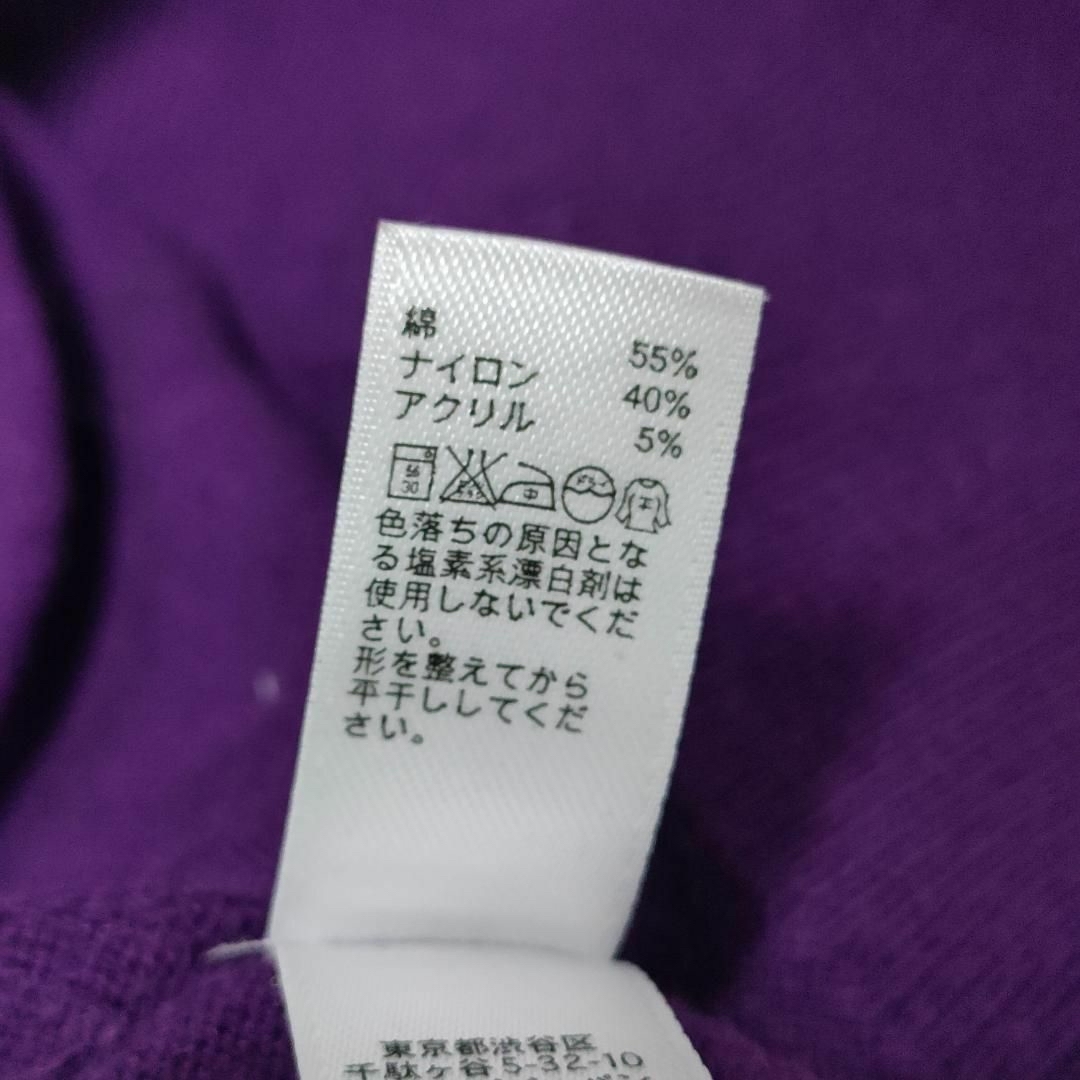 綿 55%
ナイロン 40%
アクリル 5%
30
中
色落ちの原因とな
る塩素系漂白剤は
使用しないでくだ
さい。
形を整えてから
平干ししてくだ
さい。
東京都渋谷区
千駄ヶ谷5-32-10